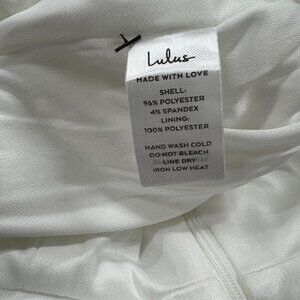 Lulus
MADE WITH LOVE
SHELL:
96% POLYESTER
4% SPANDEX
LINING:
100% POLYESTER
HAND WASH COLD
DO NOT BLEACH
LINE DRY
IRON LOW HEAT